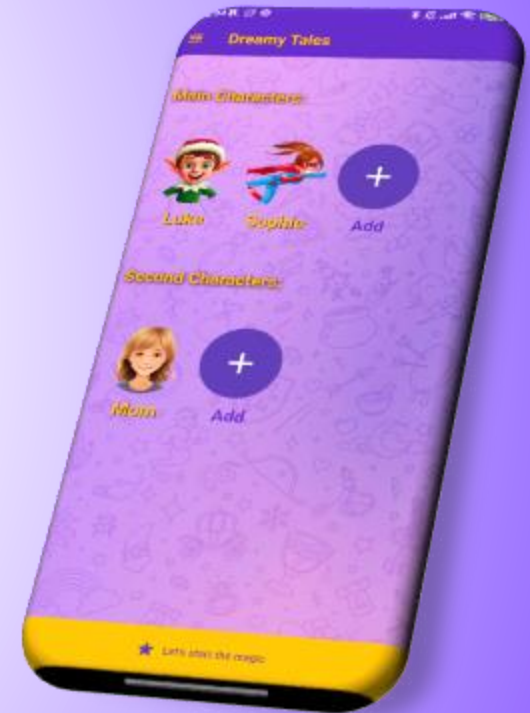 Dreamy Tales
Main Characters:
Luke
Sophie
Add
Second Characters:
Mom
Add
Let's start the magic